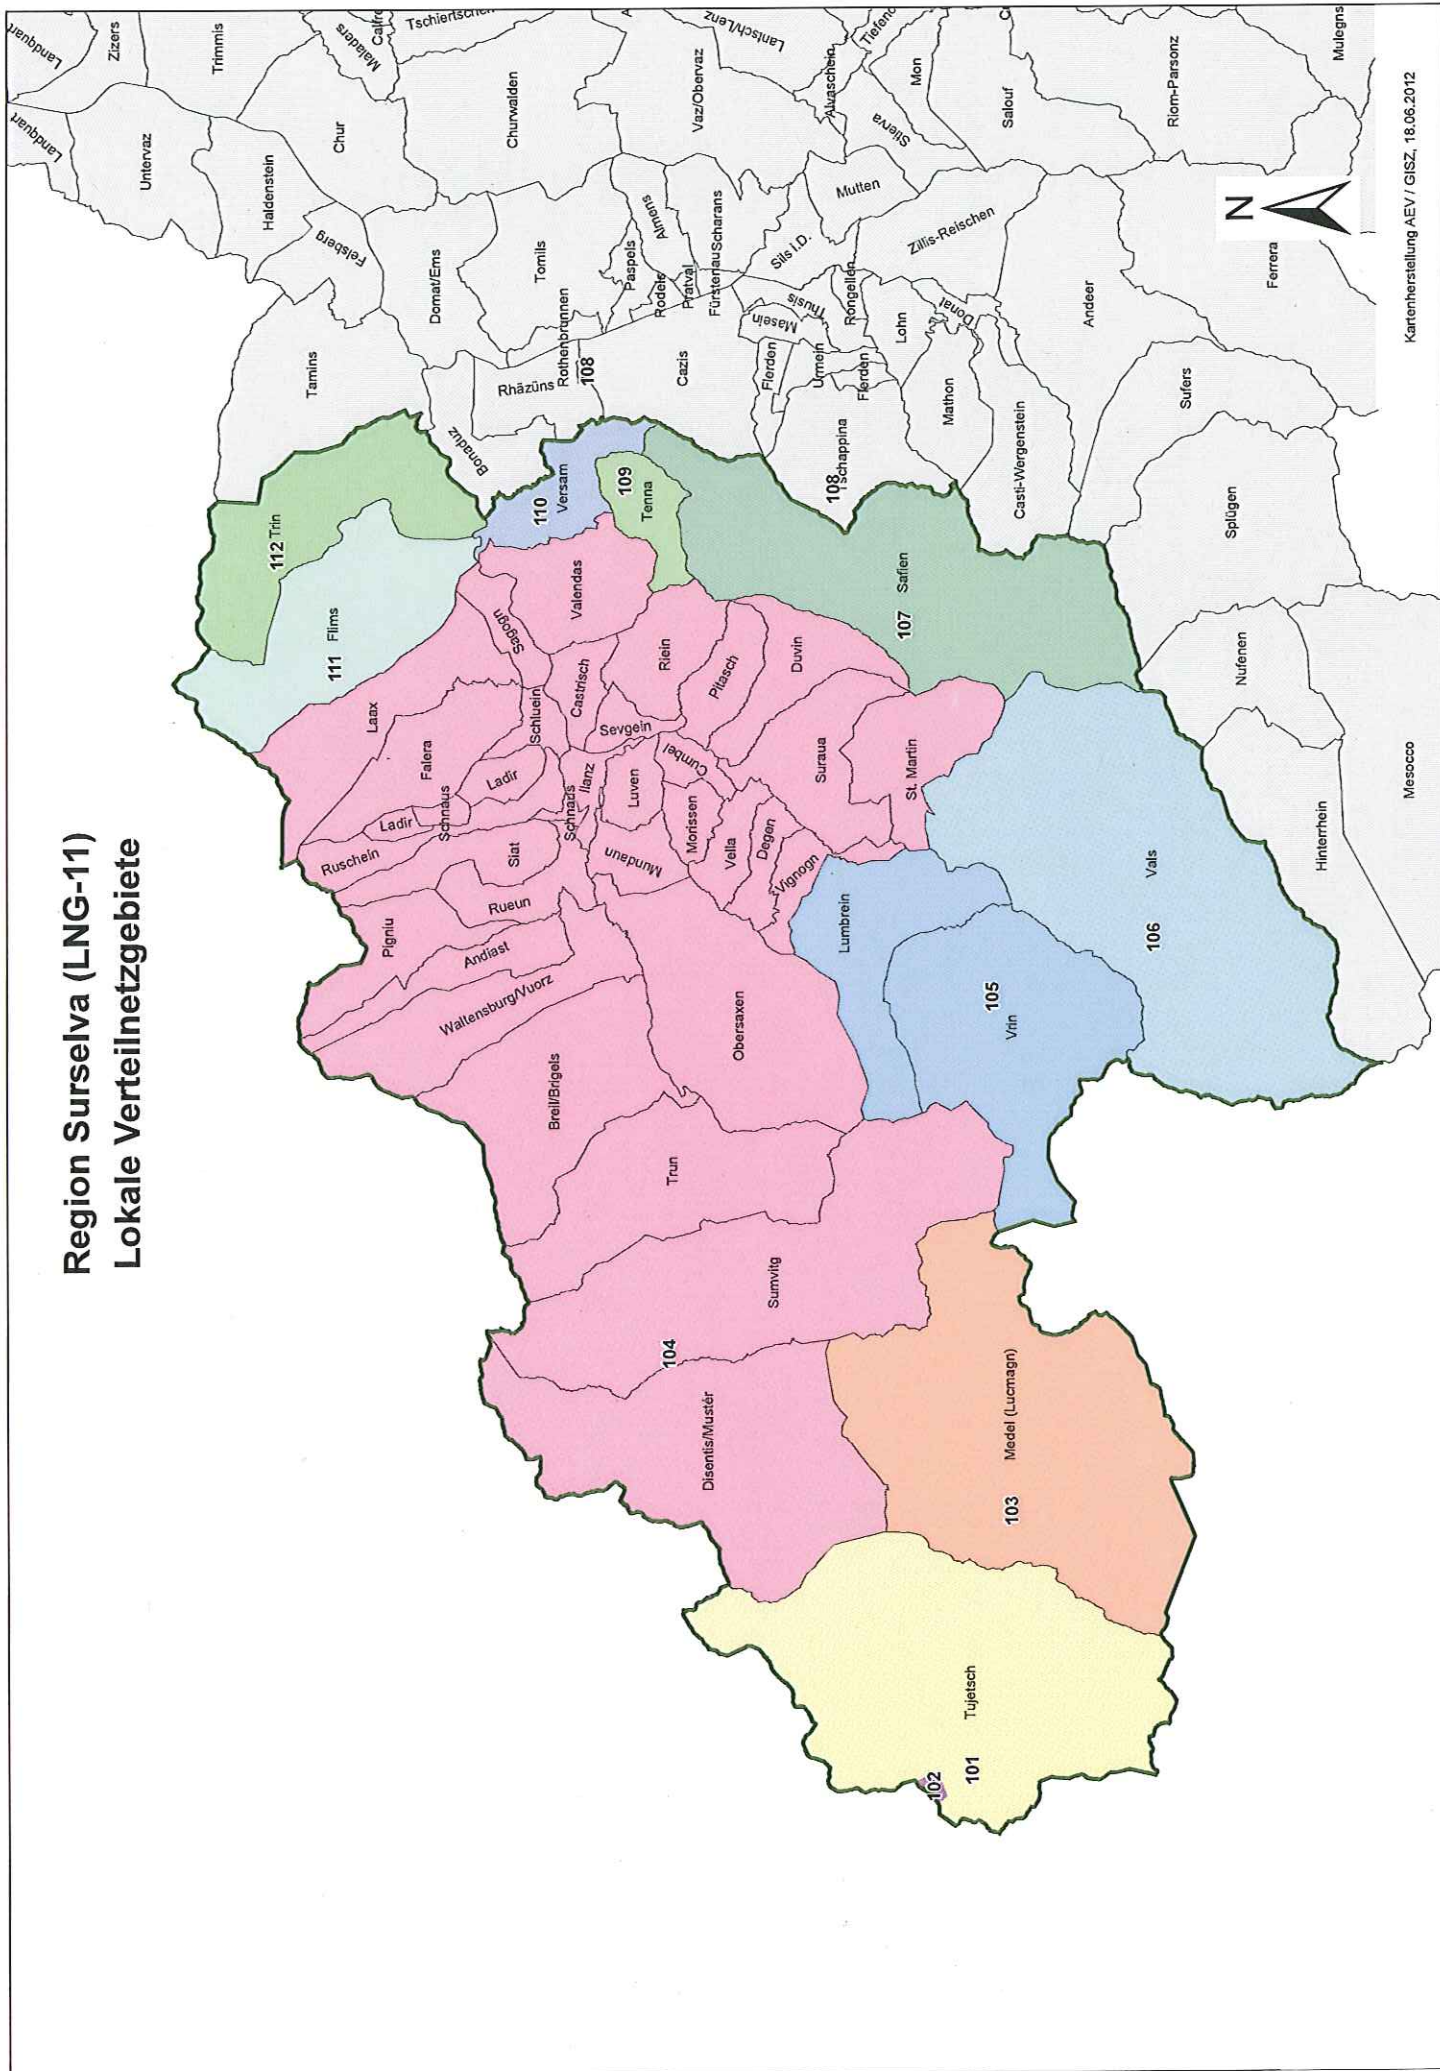 Region Surselva (LNG-11)
Lokale Verteilnetzgebiete
Landquart
Zizers
Trimmis
Maladers
Calfre
Tschiertschen
Landquart
Untervaz
Haldenstein
Chur
Felsberg
Churwalden
Vaz/Obervaz
Lantsch/Lenz
Tiefenc
Alvaschein
Mon
Stierva
Salouf
Riom-Parsonz
Mulegns
Mutten
Tamins
Domat/Ems
Tomils
Paspels
Almens
Rodels
Pratval
Fürstenau
Scharans
Sils i.D.
Zillis-Reischen
Rothenbrunnen
108
Rhäzüns
Bonaduz
Cazis
Masein
Thusis
Rongellen
Flerden
Urmein
Flerden
Lohn
Donat
Mathon
Andeer
Ferrera
108
Tschappina
Casti-Wergenstein
Sufers
Splügen
Nufenen
Hinterrhein
Mesocco
112
Trin
111
Flims
110
Versam
109
Tenna
107
Safien
Laax
Sagogn
Valendas
Falera
Schluein
Castrisch
Riein
Pitasch
Duvin
Sevgein
Ladir
Ladir
Schnaus
Schnaus
Ilanz
Luven
Cumbel
Suraua
St. Martin
Ruschein
Siat
Mundaun
Morissen
Vella
Degen
Vignogn
Pigniu
Rueun
Andiast
Waltensburg/Vuorz
Obersaxen
Lumbrein
105
Vrin
106
Vals
Breil/Brigels
Trun
Sumvitg
104
Disentis/Mustér
103
Medel (Lucmagn)
Tujetsch
101
102
N
Kartenherstellung AEV / GISZ, 18.06.2012